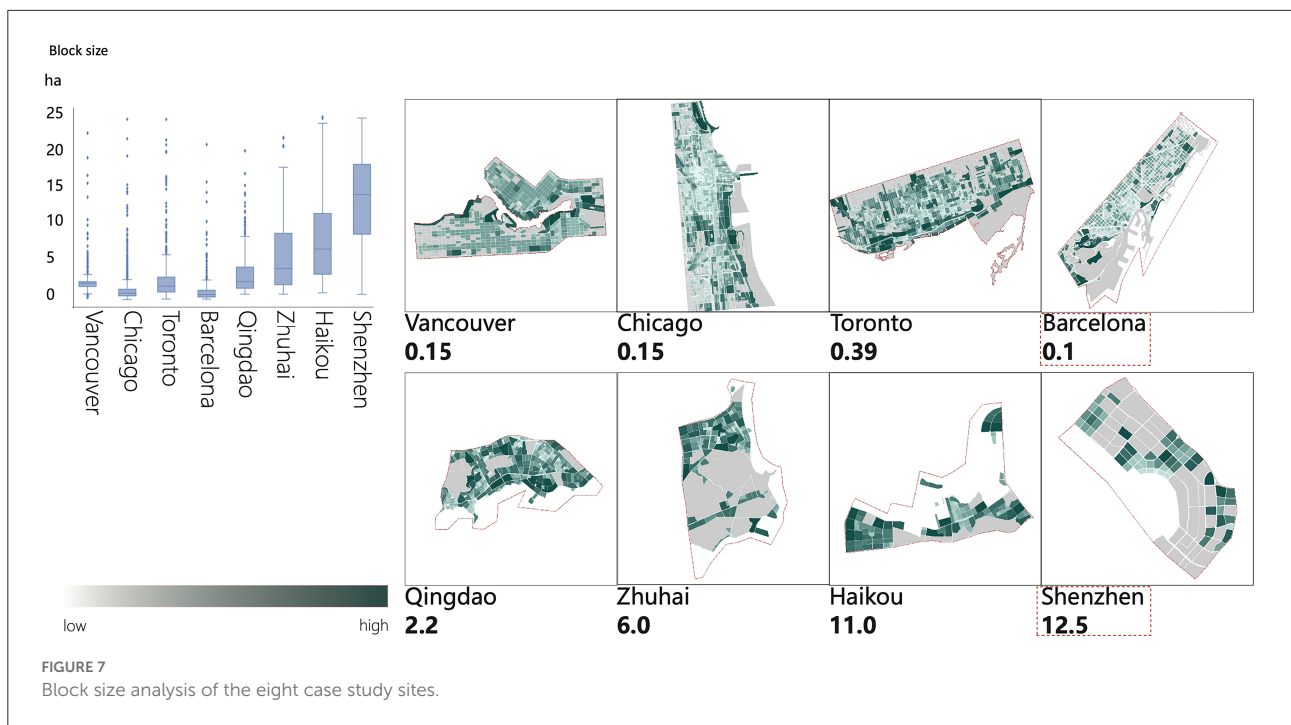 Block size
ha
25
20
15
10
5
0
Vancouver
Chicago
Toronto
Barcelona
Qingdao
Zhuhai
Haikou
Shenzhen
low high
Vancouver Chicago Toronto Barcelona
0.15 0.15 0.39 0.1
Qingdao Zhuhai Haikou Shenzhen
2.2 6.0 11.0 12.5
FIGURE 7
Block size analysis of the eight case study sites.